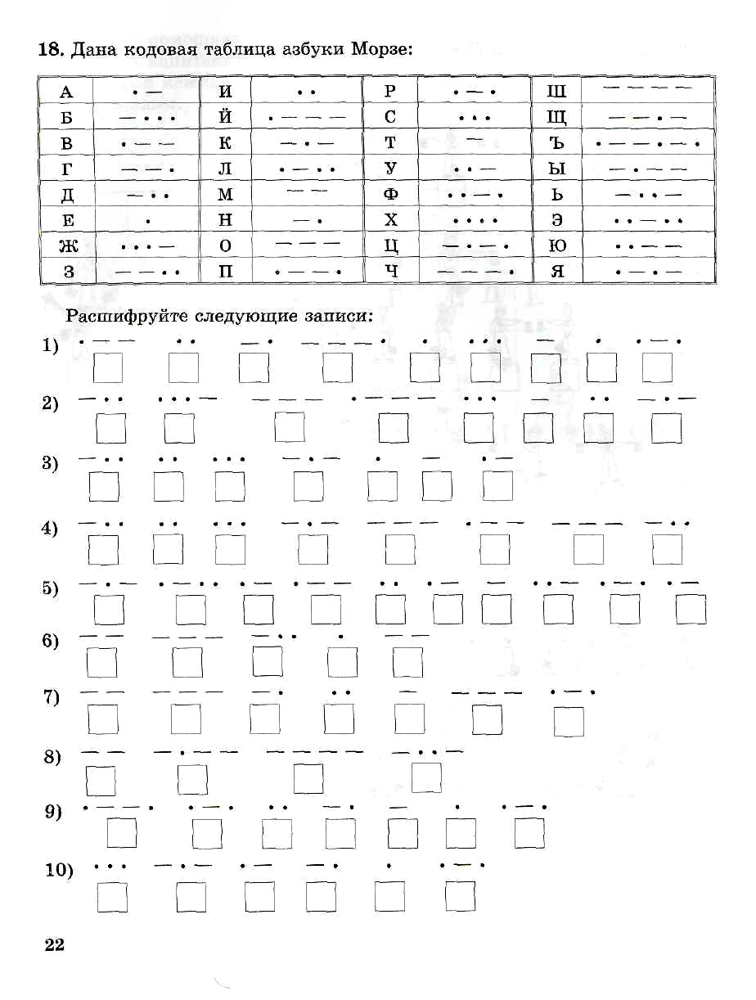 18. Дана кодовая таблица азбуки Морзе:
А • — И • • Р • — • Ш — — — —
Б — • • • Й • — — — С • • • Щ — — • —
В • — — К — • — Т — Ъ • — — • — •
Г — — • Л • — • • У • • — Ы — • — —
Д — • • М — — Ф • • — • Ь — • • —
Е • Н — • Х • • • • Э • • — • •
Ж • • • — О — — — Ц — • — • Ю • • — —
З — — • • П • — — • Ч — — — • Я • — • —
Расшифруйте следующие записи:
1) • — — • • — • — — — — • • • • • — • • — •
2) — • • • • • — — — — • — — — • • • — • • — • —
3) — • • • • • • • — • — • — • —
4) — • • • • • • • — • — — — — • — — — — — — • •
5) — • — • — • • • — • — — • • • — — • • — • — • • —
6) — — — — — — • • • — —
7) — — — — — — • • • — — — — • — •
8) — — — • — — — — — — — • • —
9) • — — • • — • • • — • — • • — •
10) • • • — • — • — — • • • — •
22